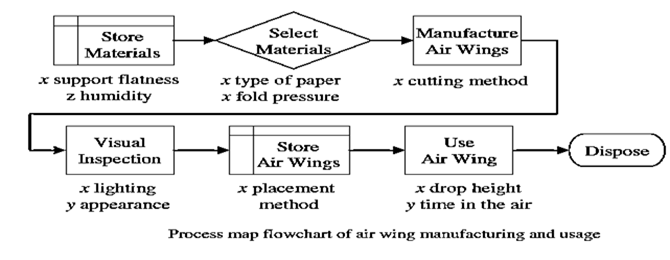 Store
Materials
Select
Materials
Manufacture
Air Wings
x support flatness
z humidity
x type of paper
x fold pressure
x cutting method
Visual
Inspection
Store
Air Wings
Use
Air Wing
Dispose
x lighting
y appearance
x placement
method
x drop height
y time in the air
Process map flowchart of air wing manufacturing and usage